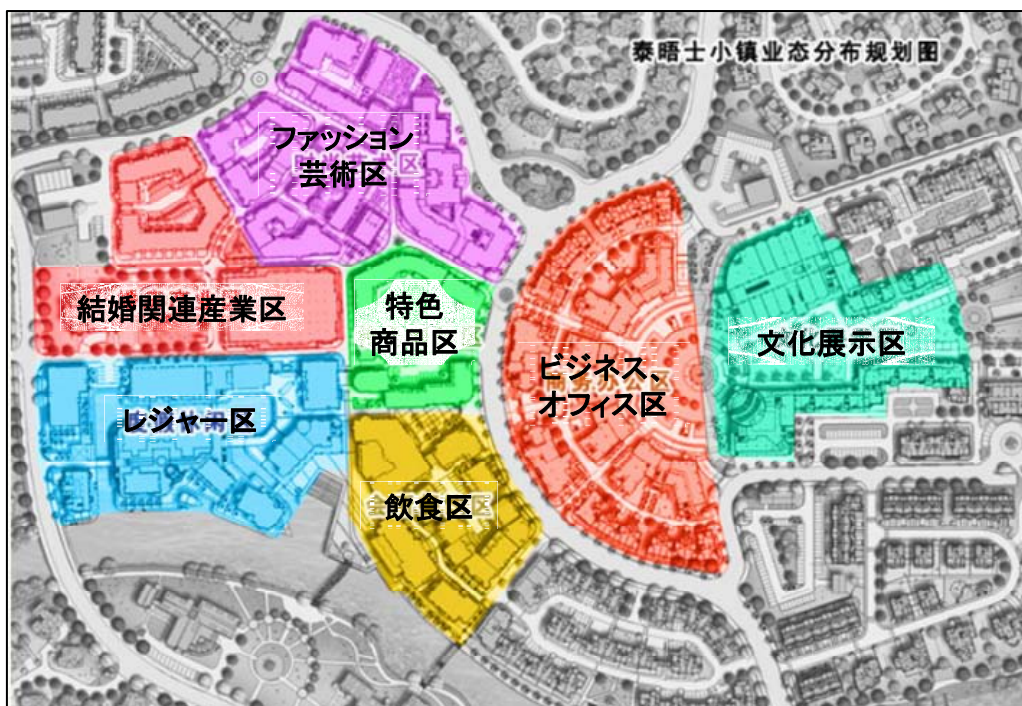 泰晤士小镇业态分布规划图
ファッション
芸術区
結婚関連産業区
特色
商品区
文化展示区
ビジネス、
オフィス区
レジャー区
飲食区